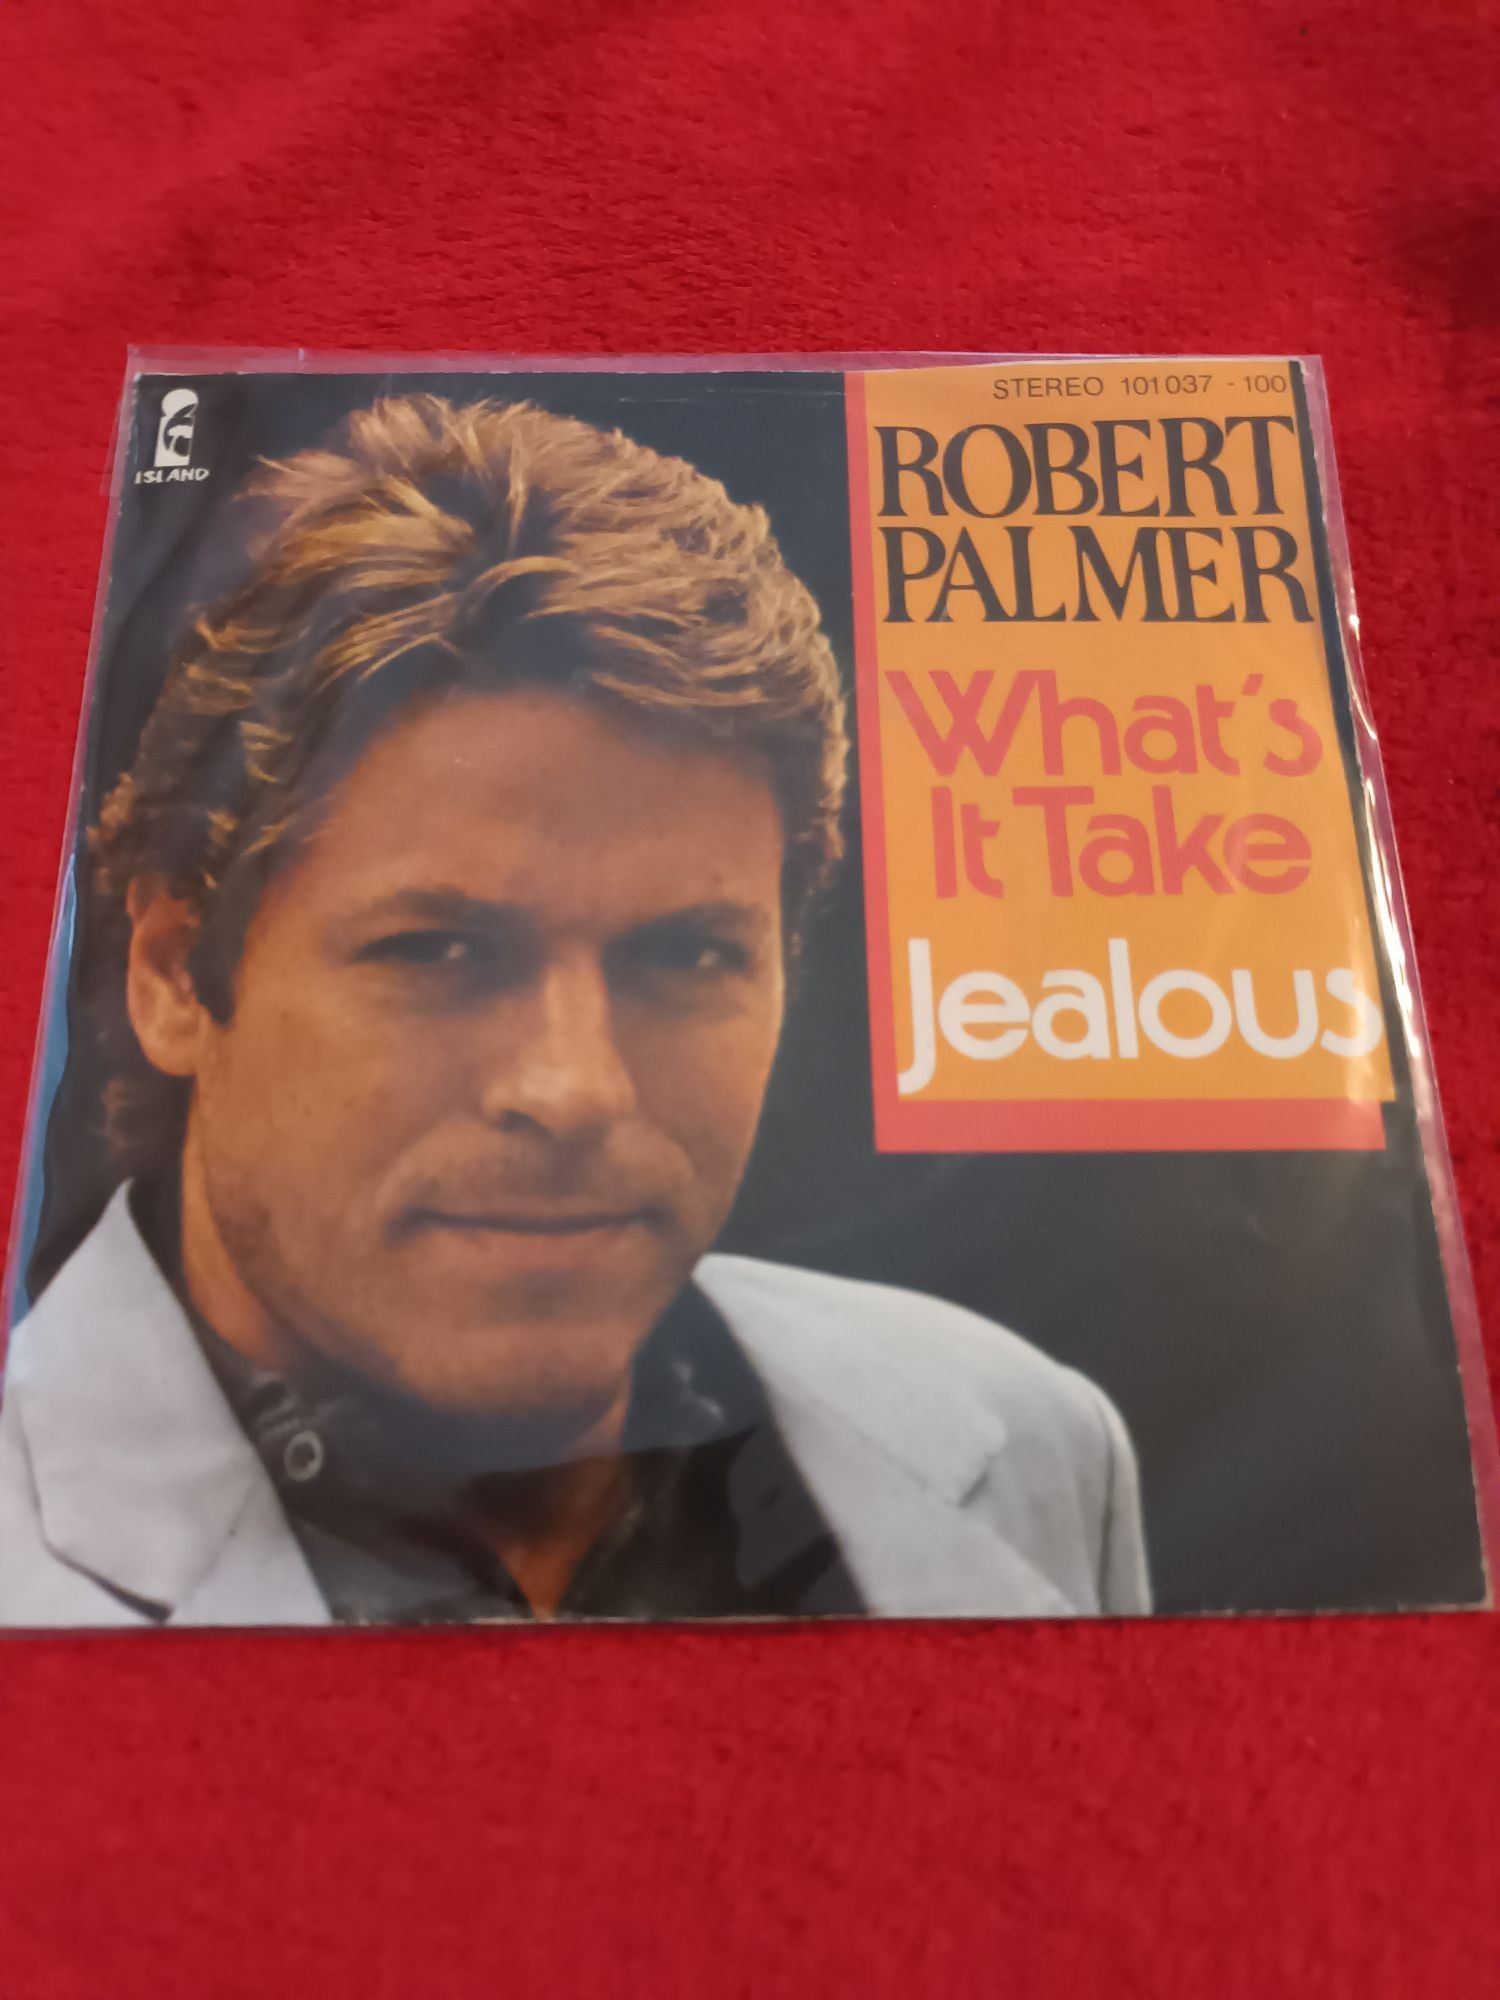 ISLAND
STEREO 101037 - 100
ROBERT
PALMER
What's
It Take
Jealous